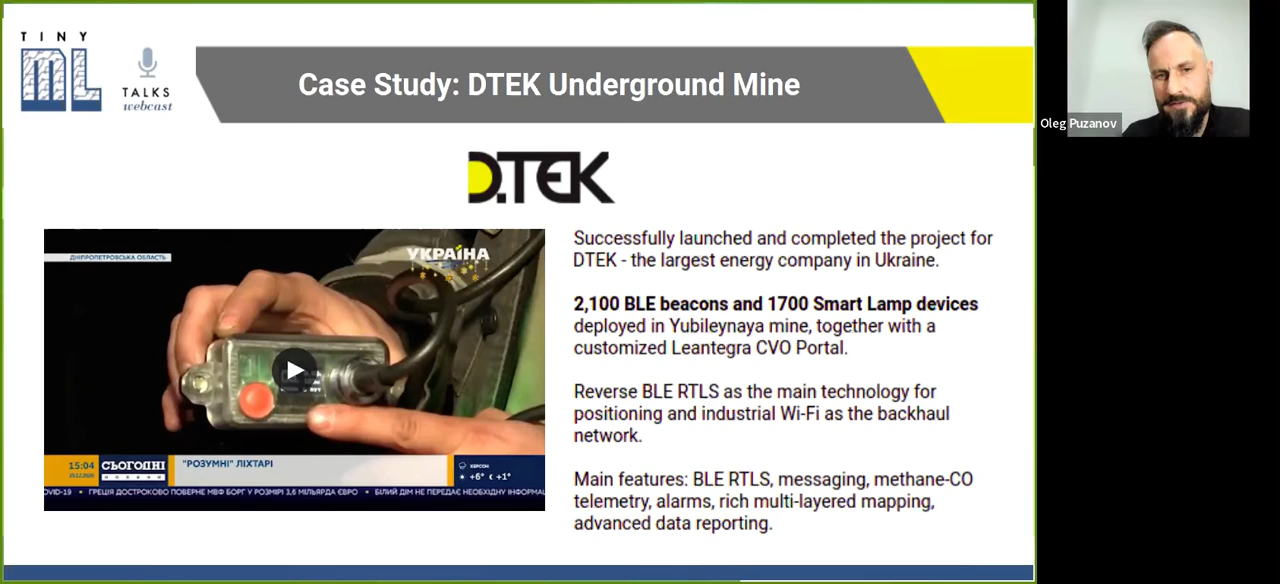 TINY
ML
TALKS
webcast
Case Study: DTEK Underground Mine
Oleg Puzanov
D.TEK
ДНІПРОПЕТРОВСЬКА ОБЛАСТЬ
УКРАЇНА
Successfully launched and completed the project for
DTEK - the largest energy company in Ukraine.
2,100 BLE beacons and 1700 Smart Lamp devices
deployed in Yubileynaya mine, together with a
customized Leantegra CVO Portal.
Reverse BLE RTLS as the main technology for
positioning and industrial Wi-Fi as the backhaul
network.
Main features: BLE RTLS, messaging, methane-CO
telemetry, alarms, rich multi-layered mapping,
advanced data reporting.
15:04
СЬОГОДНІ
"РОЗУМНІ" ЛІХТАРІ
ХЕРСОН
+6° +1°
OVID-19 • ГРЕЦІЯ ДОСТРОКОВО ПОВЕРНЕ МВФ БОРГ У РОЗМІРІ 3,6 МІЛЬЯРДА ЄВРО • БІЛИЙ ДІМ НЕ ПЕРЕДАЄ НЕОБХІДНУ ІНФОРМАЦ